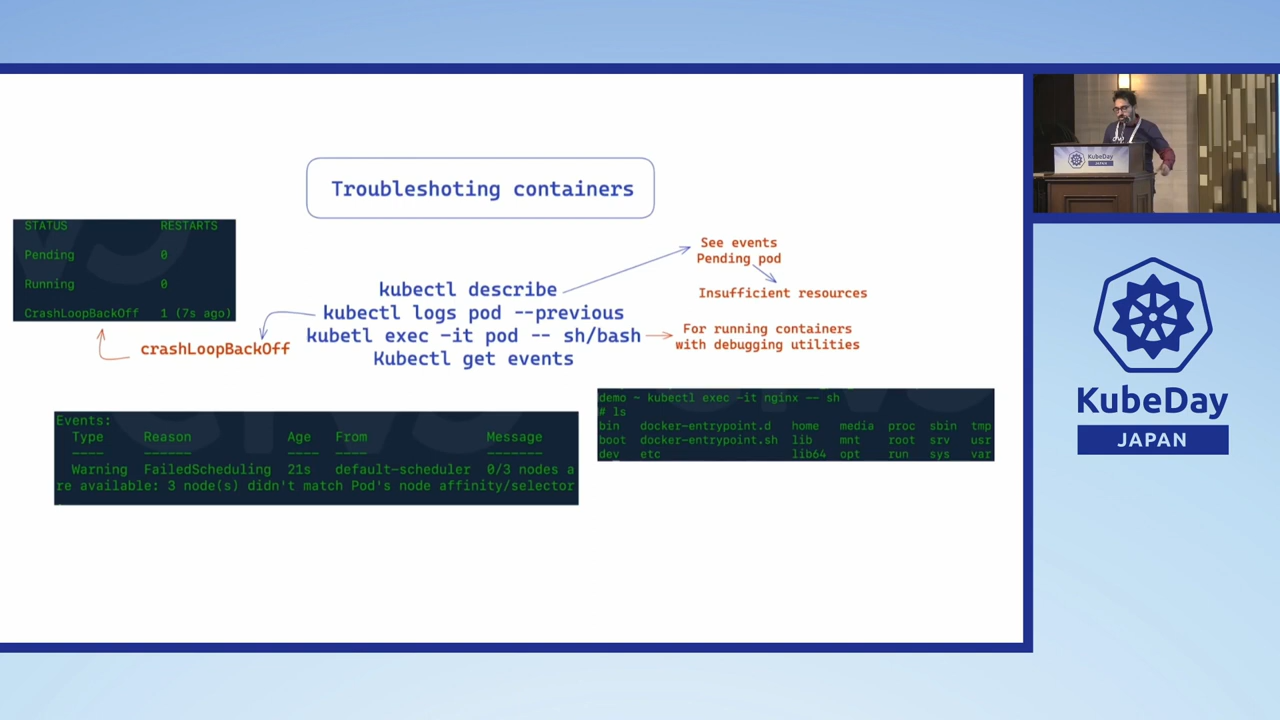 Troubleshoting containers
STATUS RESTARTS
Pending 0
Running 0
CrashLoopBackOff 1 (7s ago)
crashLoopBackOff
kubectl describe
kubectl logs pod --previous
kubetl exec -it pod -- sh/bash
Kubectl get events
See events
Pending pod
Insufficient resources
For running containers
with debugging utilities
Events:
Type Reason Age From Message
---- ------ ---- ---- -------
Warning FailedScheduling 21s default-scheduler 0/3 nodes a
re available: 3 node(s) didn't match Pod's node affinity/selector
demo ~ kubectl exec -it nginx -- sh
# ls
bin docker-entrypoint.d home media proc sbin tmp
boot docker-entrypoint.sh lib mnt root srv usr
dev etc lib64 opt run sys var
KubeDay
JAPAN
KubeDay
JAPAN